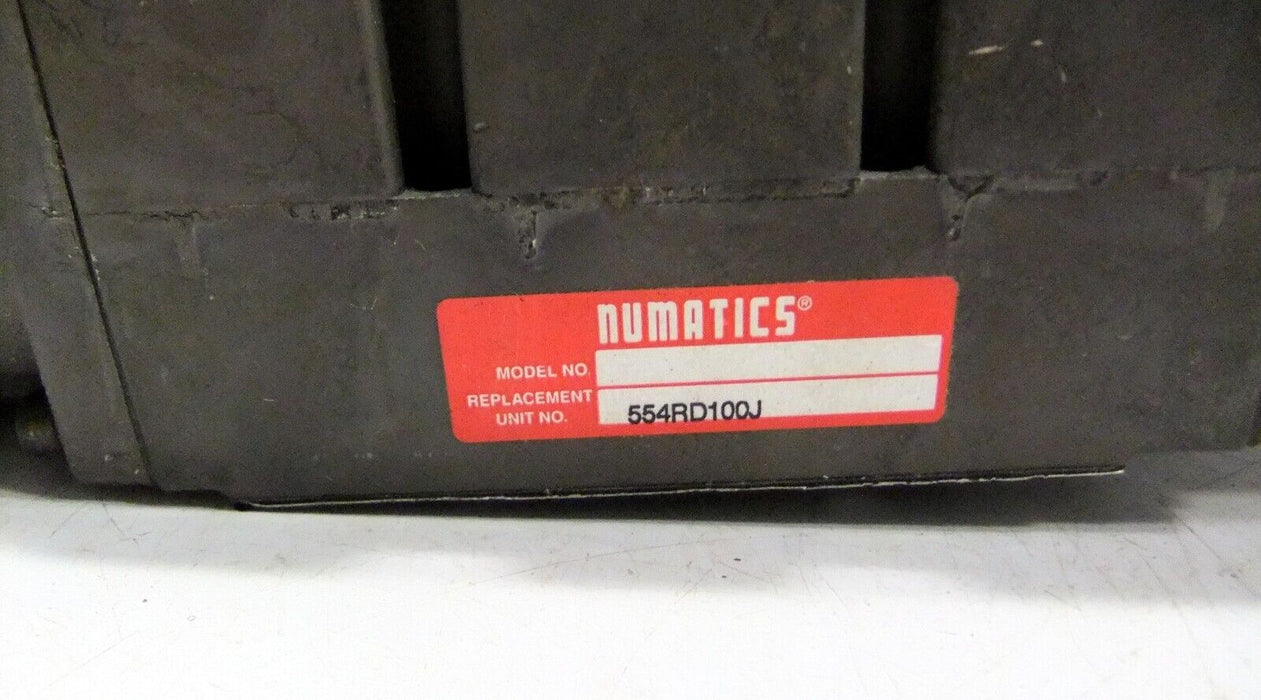 NUMATICS®
MODEL NO.
REPLACEMENT
UNIT NO. 554RD100J